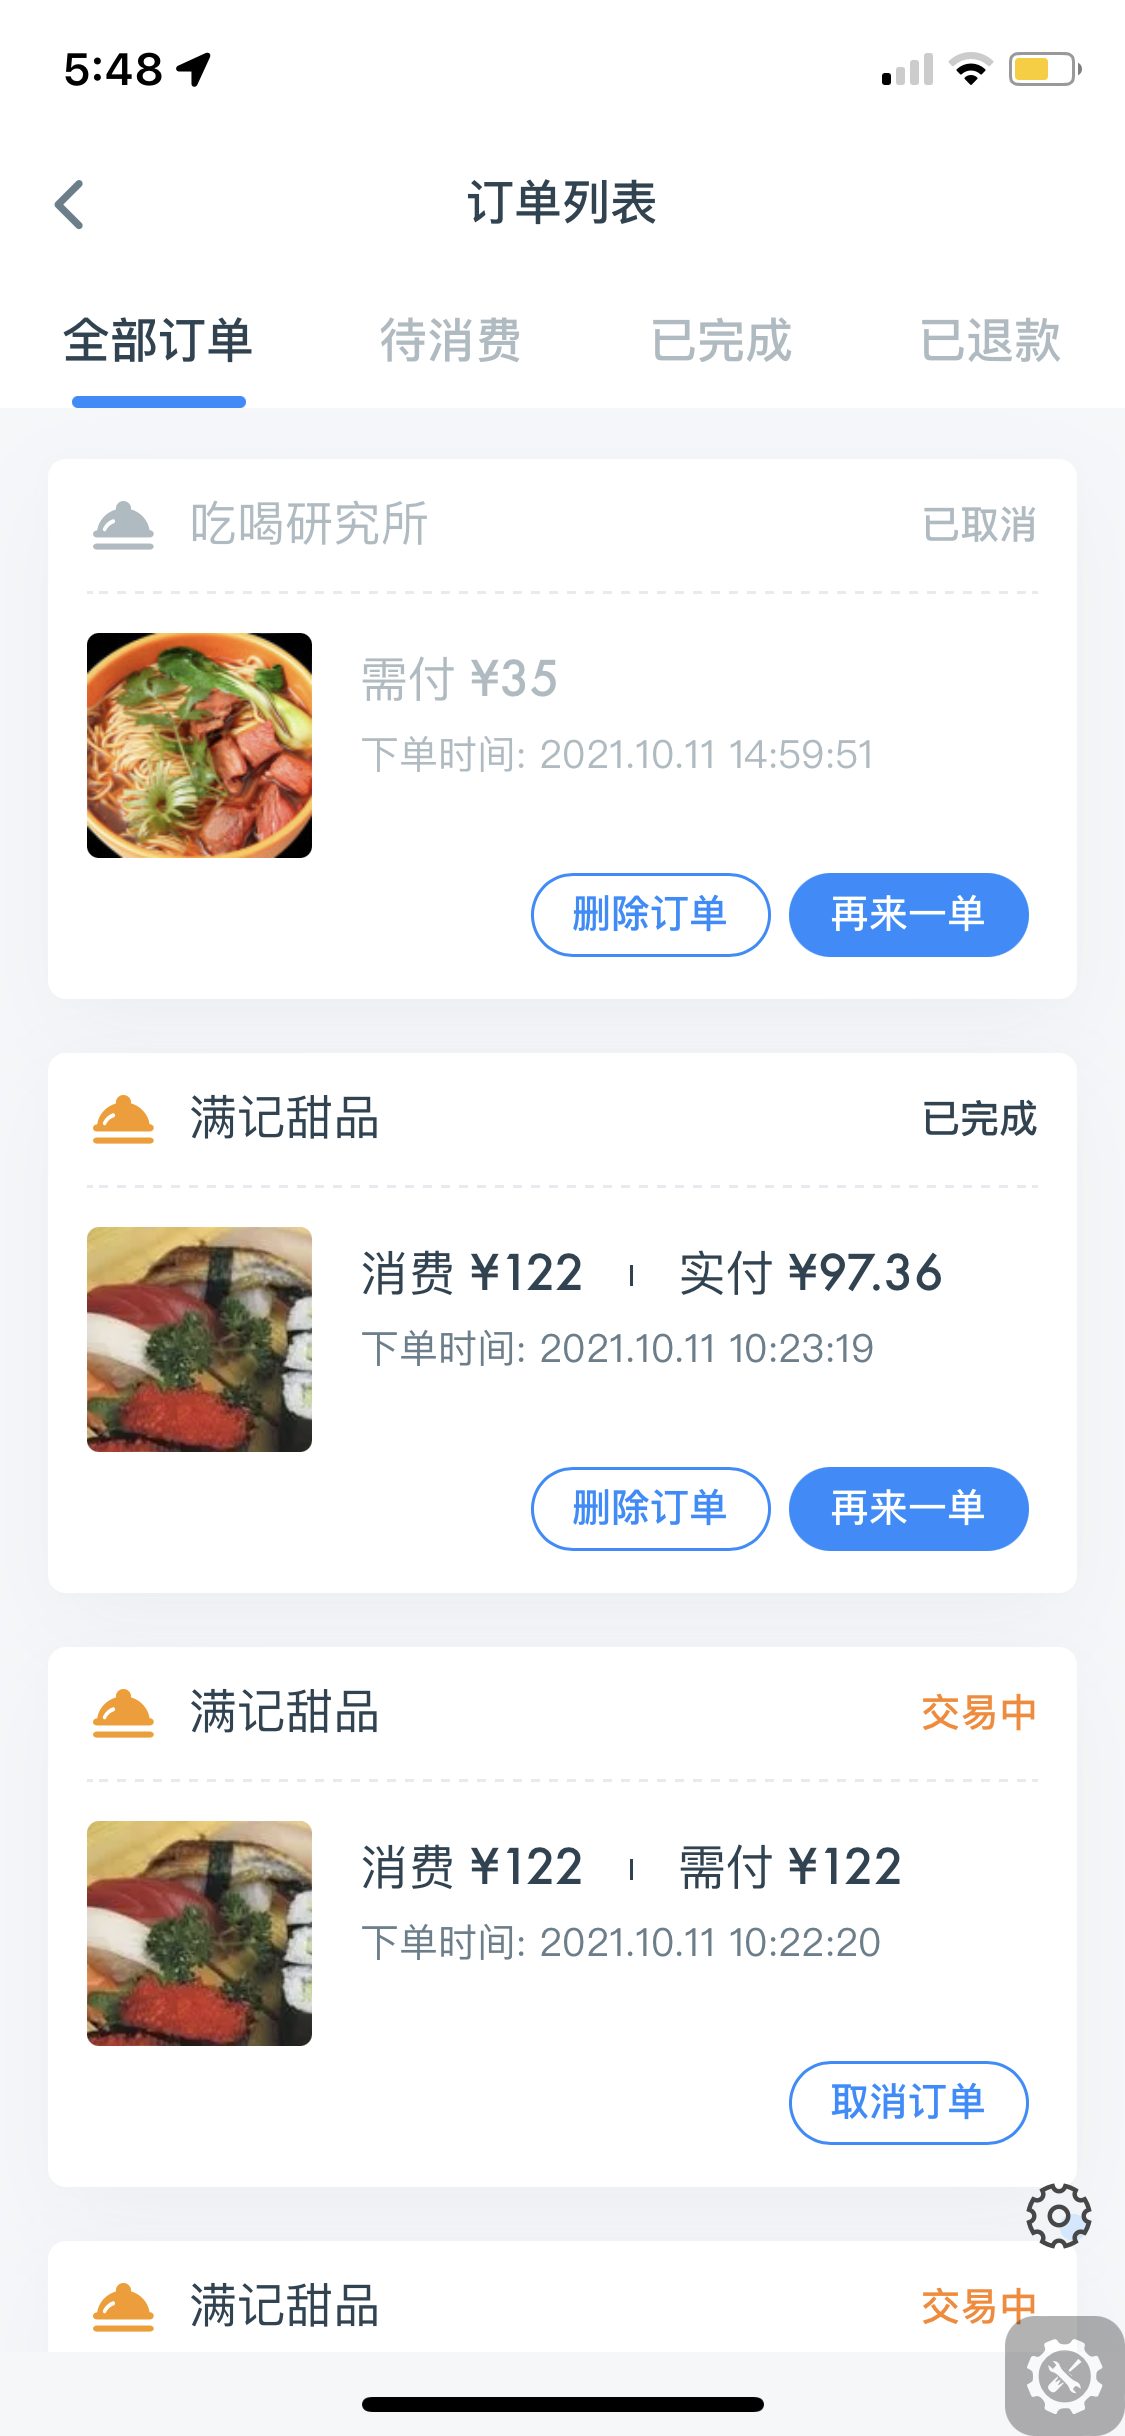 5:48
订单列表
全部订单 待消费 已完成 已退款
吃喝研究所 已取消
需付 ¥35
下单时间: 2021.10.11 14:59:51
删除订单 再来一单
满记甜品 已完成
消费 ¥122 实付 ¥97.36
下单时间: 2021.10.11 10:23:19
删除订单 再来一单
满记甜品 交易中
消费 ¥122 需付 ¥122
下单时间: 2021.10.11 10:22:20
取消订单
满记甜品 交易中